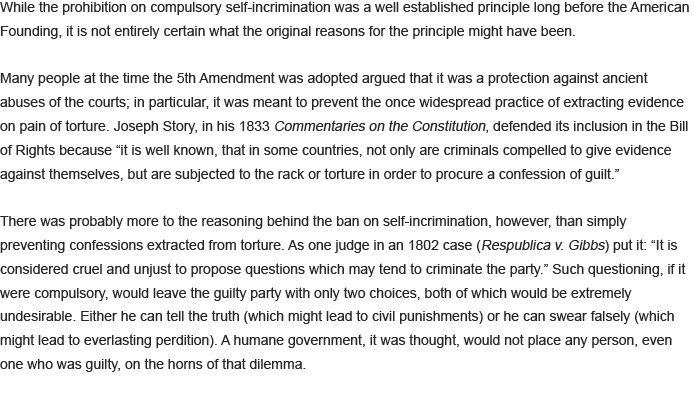 While the prohibition on compulsory self-incrimination was a well established principle long before the American
Founding, it is not entirely certain what the original reasons for the principle might have been.
Many people at the time the 5th Amendment was adopted argued that it was a protection against ancient
abuses of the courts; in particular, it was meant to prevent the once widespread practice of extracting evidence
on pain of torture. Joseph Story, in his 1833 Commentaries on the Constitution, defended its inclusion in the Bill
of Rights because “it is well known, that in some countries, not only are criminals compelled to give evidence
against themselves, but are subjected to the rack or torture in order to procure a confession of guilt.”
There was probably more to the reasoning behind the ban on self-incrimination, however, than simply
preventing confessions extracted from torture. As one judge in an 1802 case (Respublica v. Gibbs) put it: “It is
considered cruel and unjust to propose questions which may tend to criminate the party.” Such questioning, if it
were compulsory, would leave the guilty party with only two choices, both of which would be extremely
undesirable. Either he can tell the truth (which might lead to civil punishments) or he can swear falsely (which
might lead to everlasting perdition). A humane government, it was thought, would not place any person, even
one who was guilty, on the horns of that dilemma.